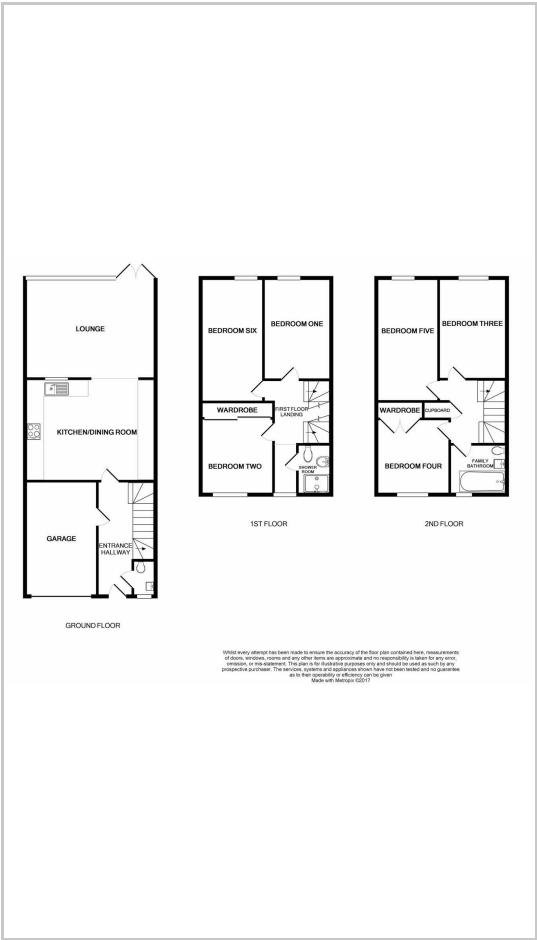 LOUNGE
KITCHEN/DINING ROOM
GARAGE
ENTRANCE
HALLWAY
GROUND FLOOR
BEDROOM SIX
BEDROOM ONE
WARDROBE
FIRST FLOOR
LANDING
BEDROOM TWO
SHOWER
ROOM
1ST FLOOR
BEDROOM FIVE
BEDROOM THREE
WARDROBE
CUPBOARD
BEDROOM FOUR
FAMILY
BATHROOM
2ND FLOOR
Whilst every attempt has been made to ensure the accuracy of the floor plan contained here, measurements
of doors, windows, rooms and any other items are approximate and no responsibility is taken for any error,
omission, or mis-statement. This plan is for illustrative purposes only and should be used as such by any
prospective purchaser. The services, systems and appliances shown have not been tested and no guarantee
as to their operability or efficiency can be given
Made with Metropix ©2017